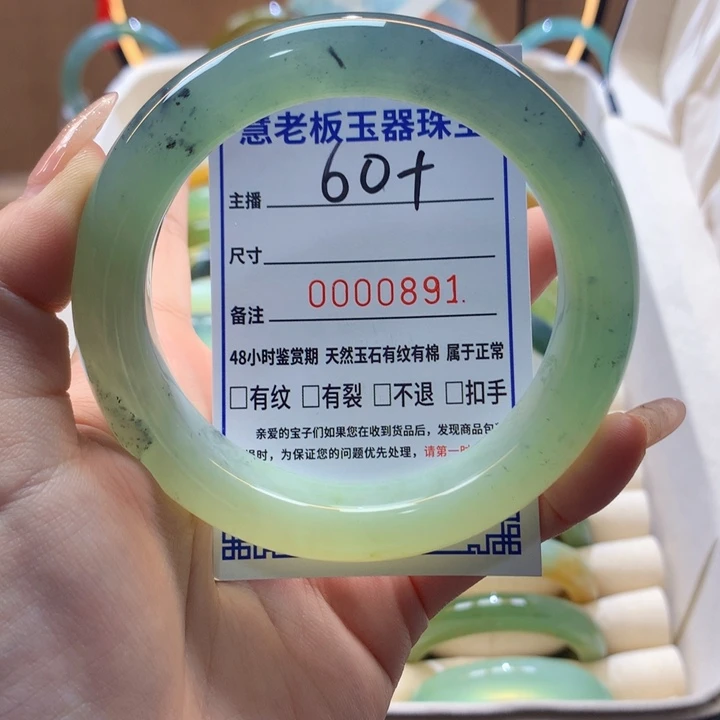 慧老板玉器珠宝
60+
主播
尺寸
0000891.
备注
48小时鉴赏期 天然玉石有纹有棉 属于正常
□有纹 □有裂 □不退 □扣手
亲爱的宝子们如果您在收到货品后，发现商品包
时，为保证您的问题优先处理，请第一时